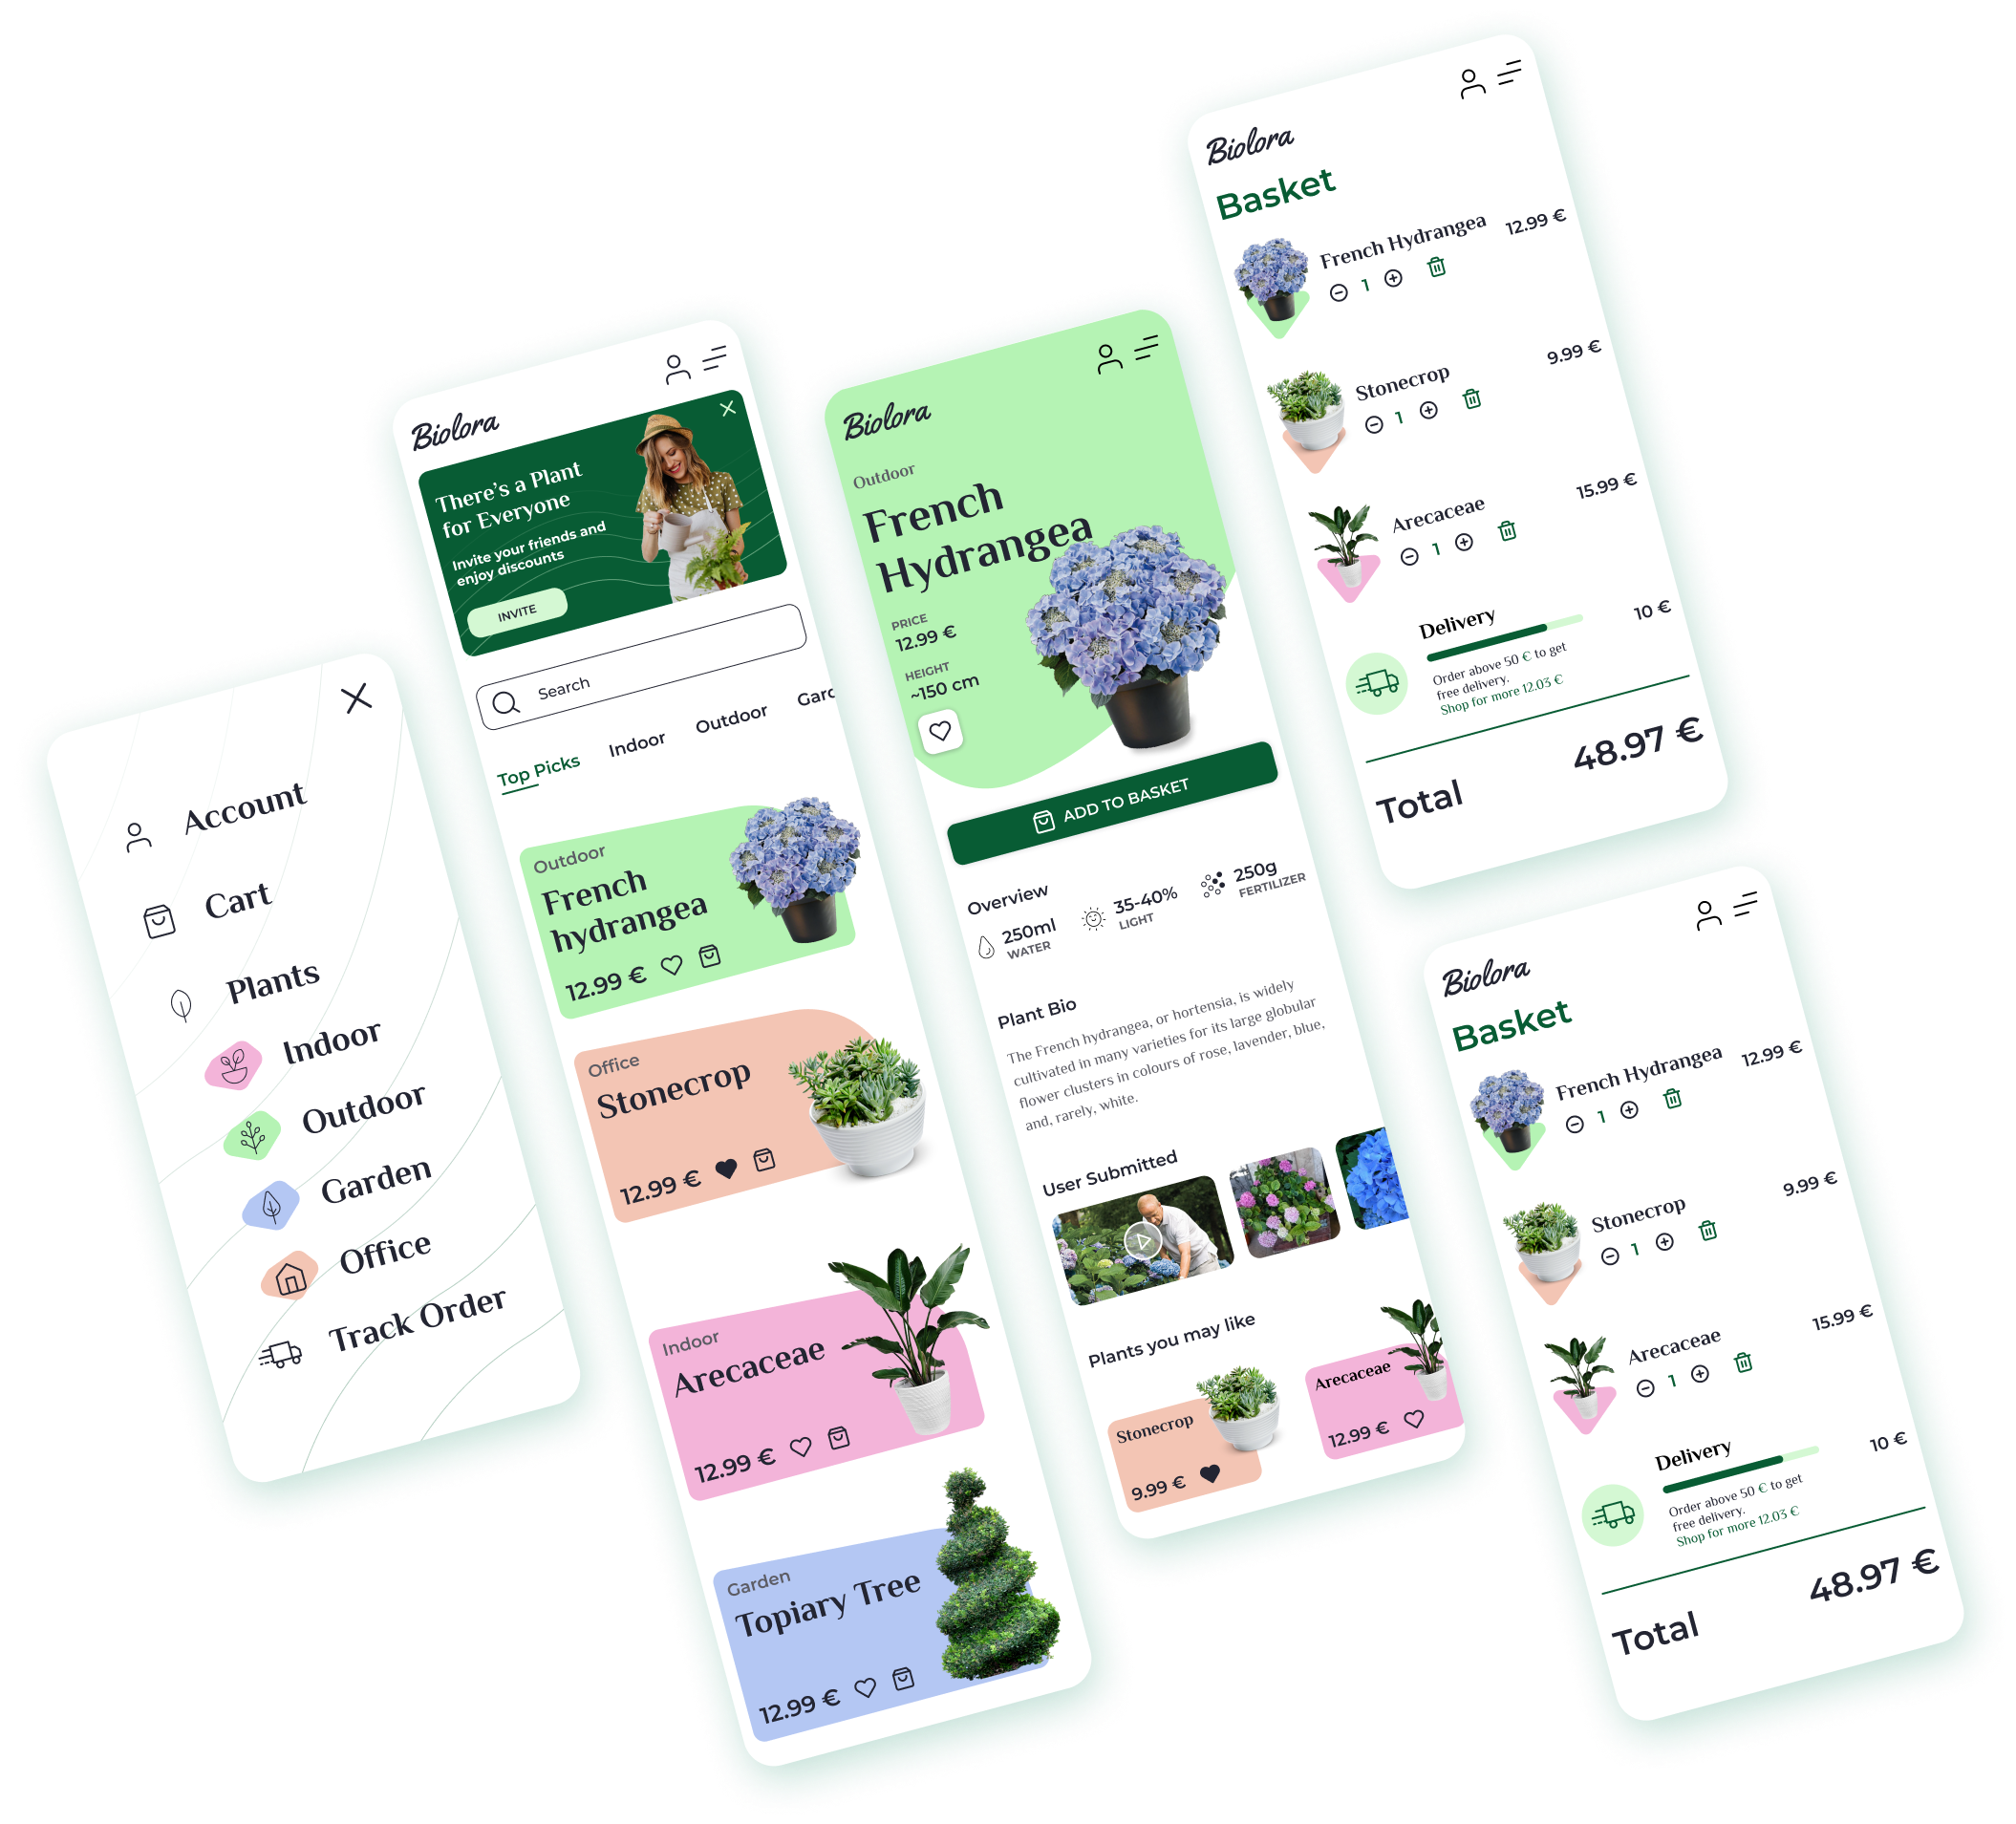 Account
Cart
Plants
Indoor
Outdoor
Garden
Office
Track Order
Biolora
There's a Plant
for Everyone
Invite your friends and
enjoy discounts
INVITE
Search
Top Picks
Indoor
Outdoor
Gard
Outdoor
French
hydrangea
12.99 €
Office
Stonecrop
12.99 €
Indoor
Arecaceae
12.99 €
Garden
Topiary Tree
12.99 €
Biolora
Outdoor
French
Hydrangea
PRICE
12.99 €
HEIGHT
~150 cm
ADD TO BASKET
Overview
250ml
WATER
35-40%
LIGHT
250g
FERTILIZER
Plant Bio
The French hydrangea, or hortensia, is widely
cultivated in many varieties for its large globular
flower clusters in colours of rose, lavender, blue,
and, rarely, white.
User Submitted
Plants you may like
Stonecrop
9.99 €
Arecaceae
12.99 €
Biolora
Basket
French Hydrangea
12.99 €
1
Stonecrop
9.99 €
1
Arecaceae
15.99 €
1
Delivery
10 €
Order above 50 € to get
free delivery.
Shop for more 12.03 €
Total
48.97 €
Biolora
Basket
French Hydrangea
12.99 €
1
Stonecrop
9.99 €
1
Arecaceae
15.99 €
1
Delivery
10 €
Order above 50 € to get
free delivery.
Shop for more 12.03 €
Total
48.97 €